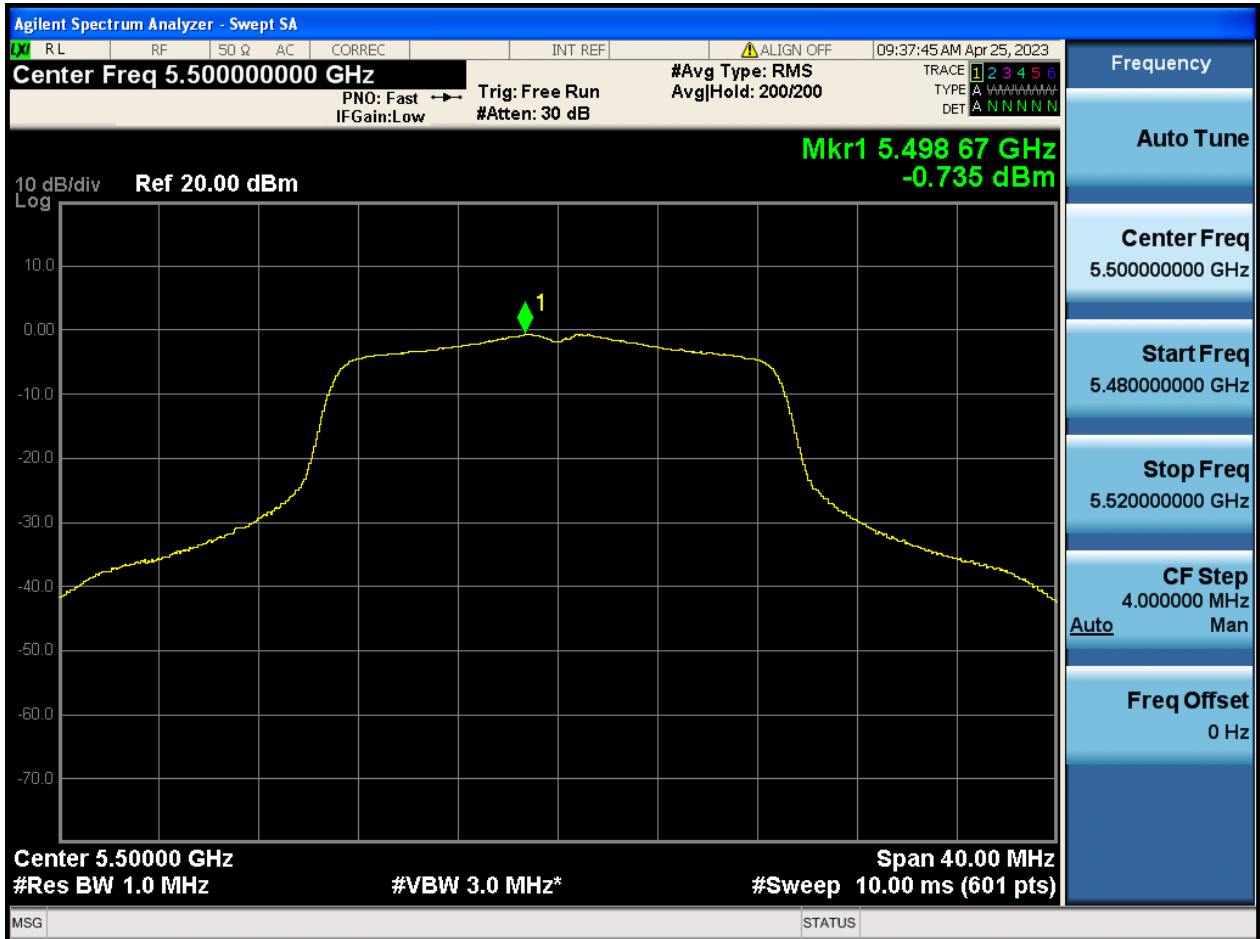 Agilent Spectrum Analyzer - Swept SA
LXI RL RF 50 Ω AC CORREC INT REF ALIGN OFF 09:37:45 AM Apr 25, 2023
Center Freq 5.500000000 GHz
PNO: Fast
IFGain:Low
Trig: Free Run
#Atten: 30 dB
#Avg Type: RMS
Avg|Hold: 200/200
TRACE 1 2 3 4 5 6
TYPE A WWWWW
DET A N N N N N
Mkr1 5.498 67 GHz
-0.735 dBm
10 dB/div Ref 20.00 dBm
Log
10.0
0.00
-10.0
-20.0
-30.0
-40.0
-50.0
-60.0
-70.0
1
Center 5.50000 GHz Span 40.00 MHz
#Res BW 1.0 MHz #VBW 3.0 MHz* #Sweep 10.00 ms (601 pts)
MSG STATUS
Frequency
Auto Tune
Center Freq
5.500000000 GHz
Start Freq
5.480000000 GHz
Stop Freq
5.520000000 GHz
CF Step
4.000000 MHz
Auto Man
Freq Offset
0 Hz